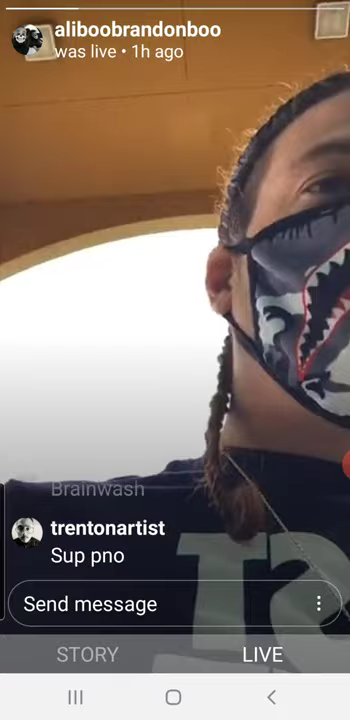 aliboobrandonboo
was live • 1h ago
Brainwash
trentonartist
Sup pno
Send message
STORY
LIVE